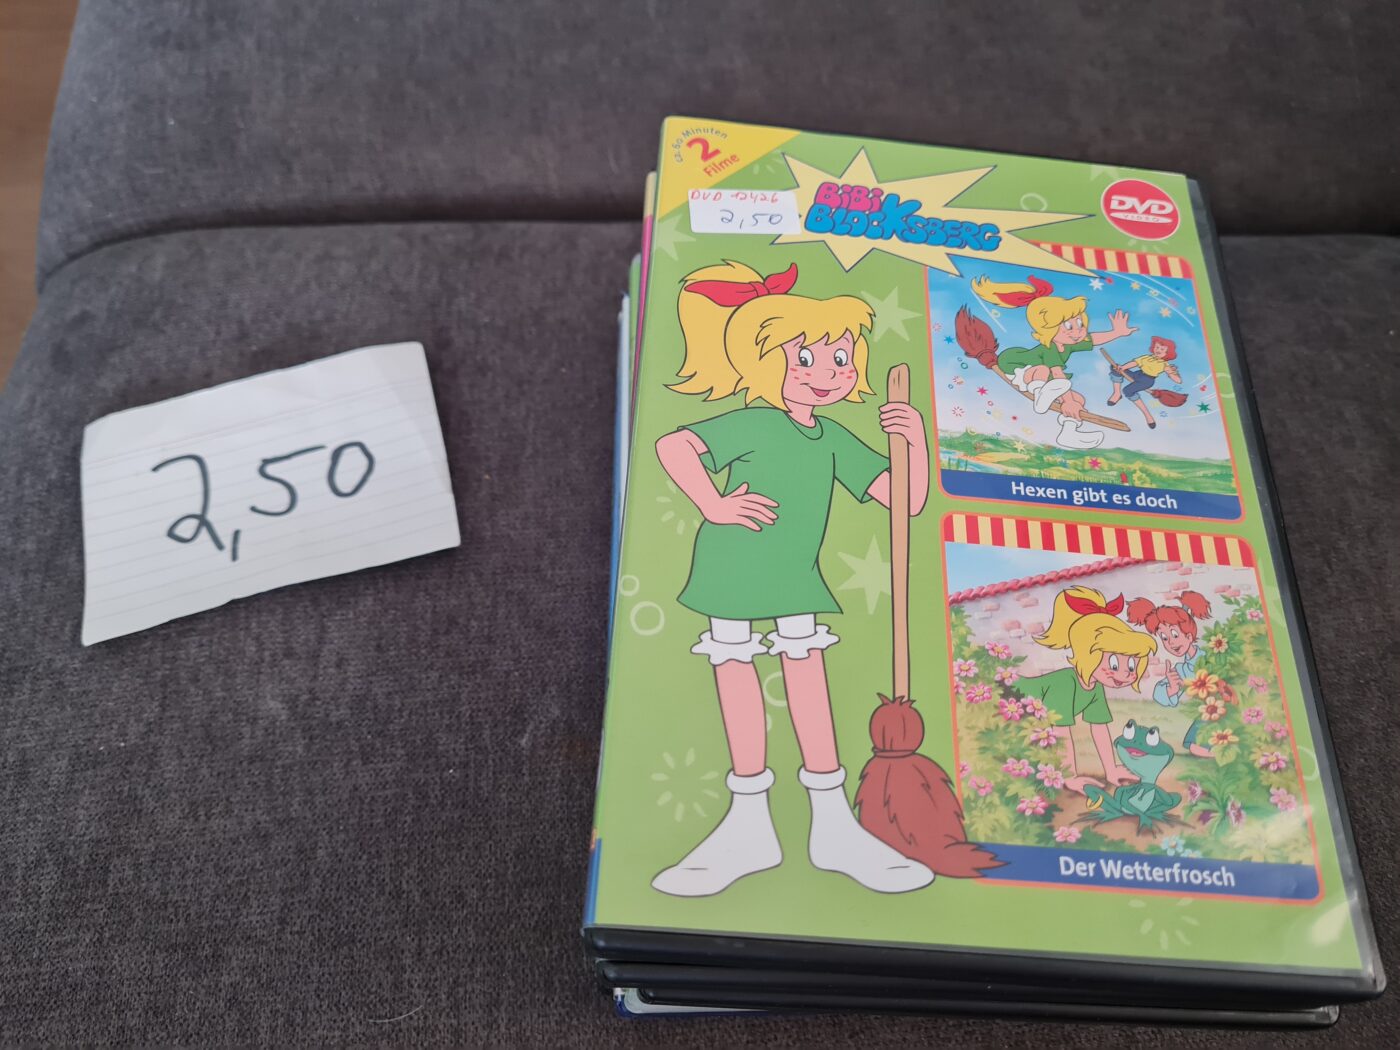 2,50
ca. 60 Minuten
2
Filme
DVD 12426
2,50
BiBi
BLOCKSBERG
DVD
VIDEO
Hexen gibt es doch
Der Wetterfrosch